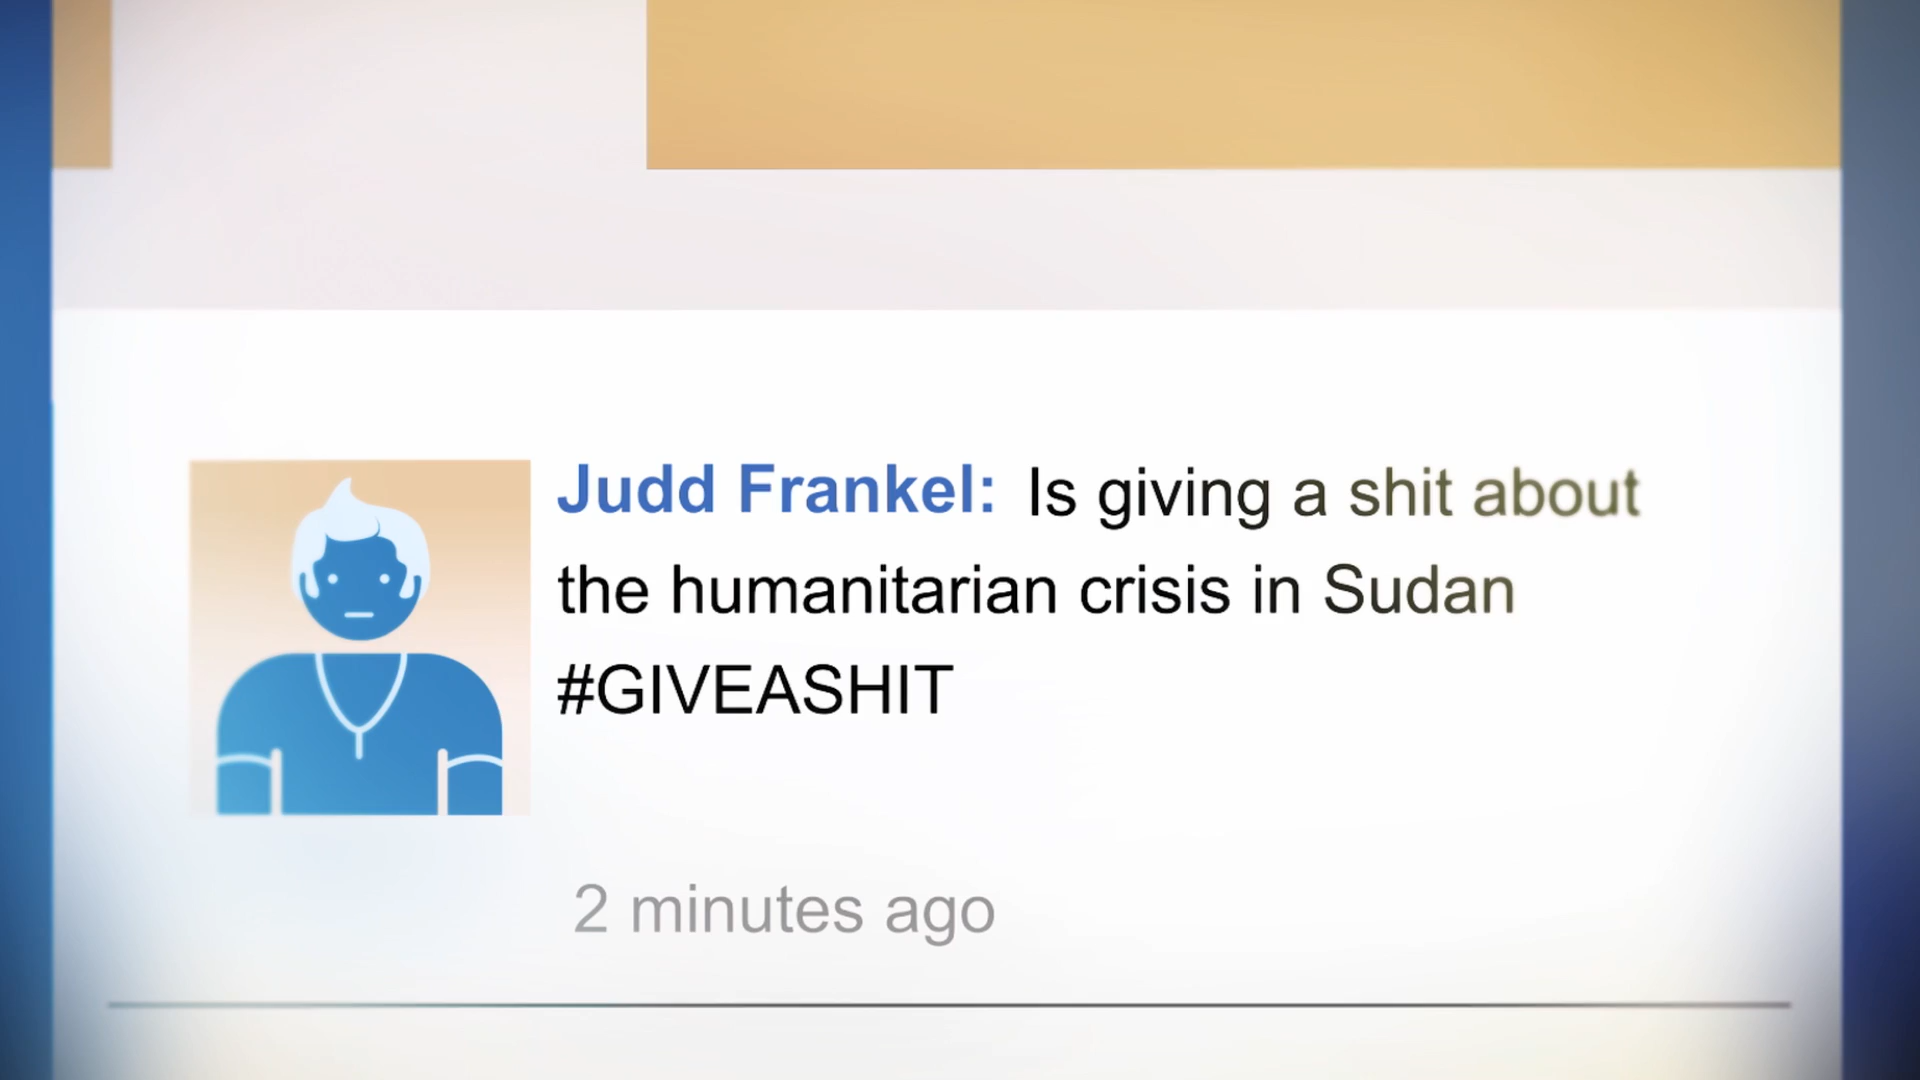 Judd Frankel: Is giving a shit about
the humanitarian crisis in Sudan
#GIVEASHIT
2 minutes ago